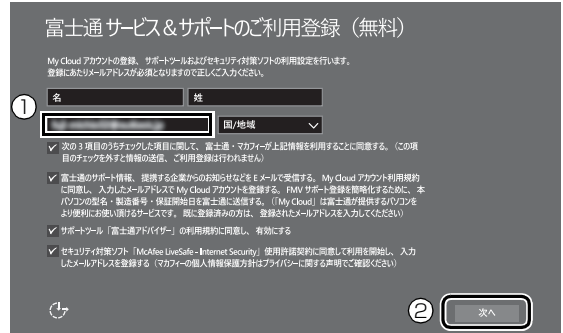 富士通サービス＆サポートのご利用登録（無料）
My Cloud アカウントの登録、サポートツールおよびセキュリティ対策ソフトの利用設定を行います。
登録にあたりメールアドレスが必須となりますので正しくご入力ください。
① 名 姓
国/地域
次の 3 項目のうちチェックした項目に関して、富士通・マカフィーが上記情報を利用することに同意する。（この項
目のチェックを外すと情報の送信、ご利用登録は行われません）
富士通のサポート情報、提携する企業からのお知らせなどを E メールで受信する。My Cloud アカウント利用規約
に同意し、入力したメールアドレスで My Cloud アカウントを登録する。FMV サポート登録を簡略化するために、本
パソコンの型名・製造番号・保証開始日を富士通に送信する。（「My Cloud」は富士通が提供するパソコンを
より便利にお使い頂けるサービスです。既に登録済みの方は、登録されたメールアドレスを入力してください）
サポートツール「富士通アドバイザー」の利用規約に同意し、有効にする
セキュリティ対策ソフト「McAfee LiveSafe - Internet Security」使用許諾契約に同意して利用を開始し、入力
したメールアドレスを登録する（マカフィーの個人情報保護方針はプライバシーに関する声明でご確認ください）
② 次へ